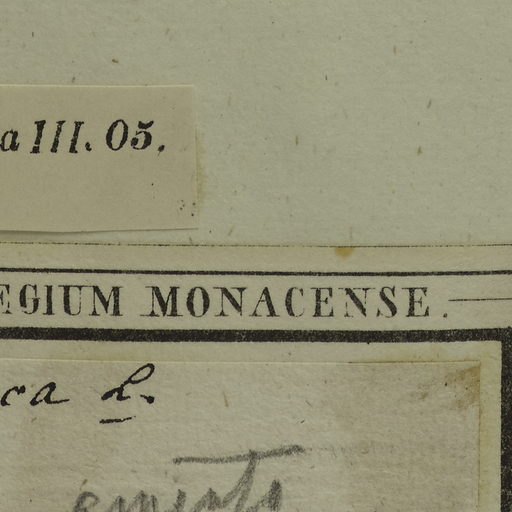 a III. 05.
EGIUM MONACENSE.
ca L.